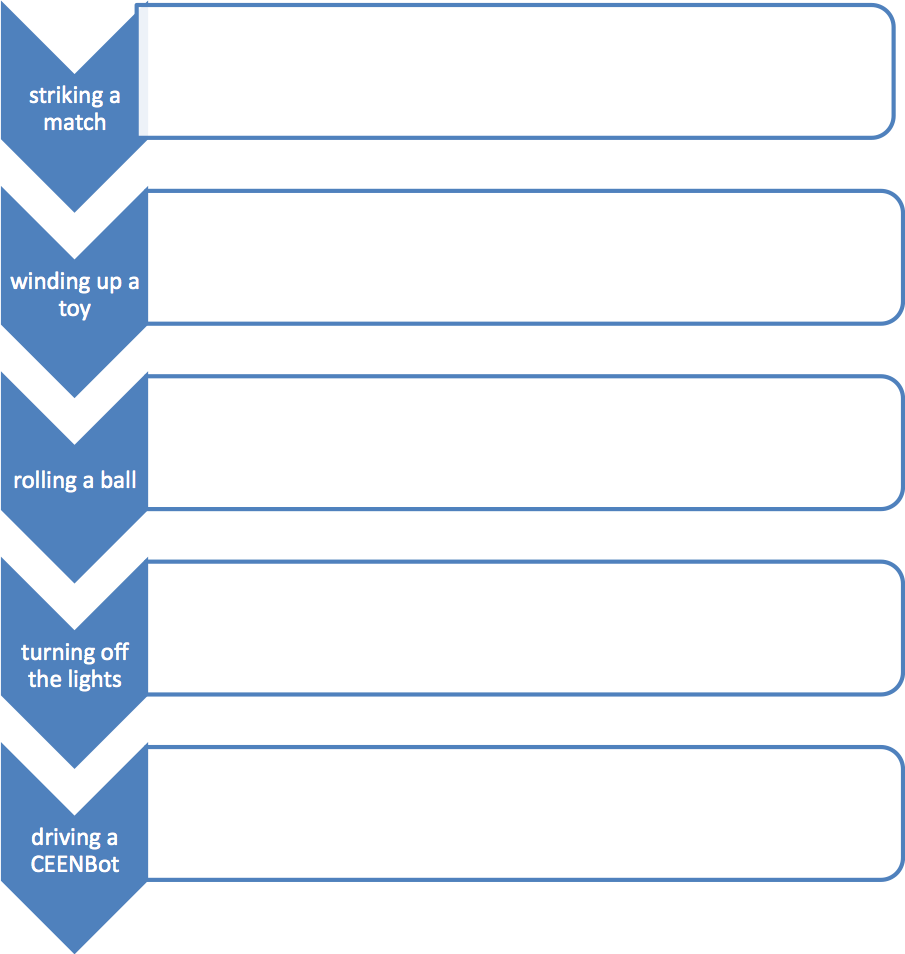 striking a
match
winding up a
toy
rolling a ball
turning off
the lights
driving a
CEENBot